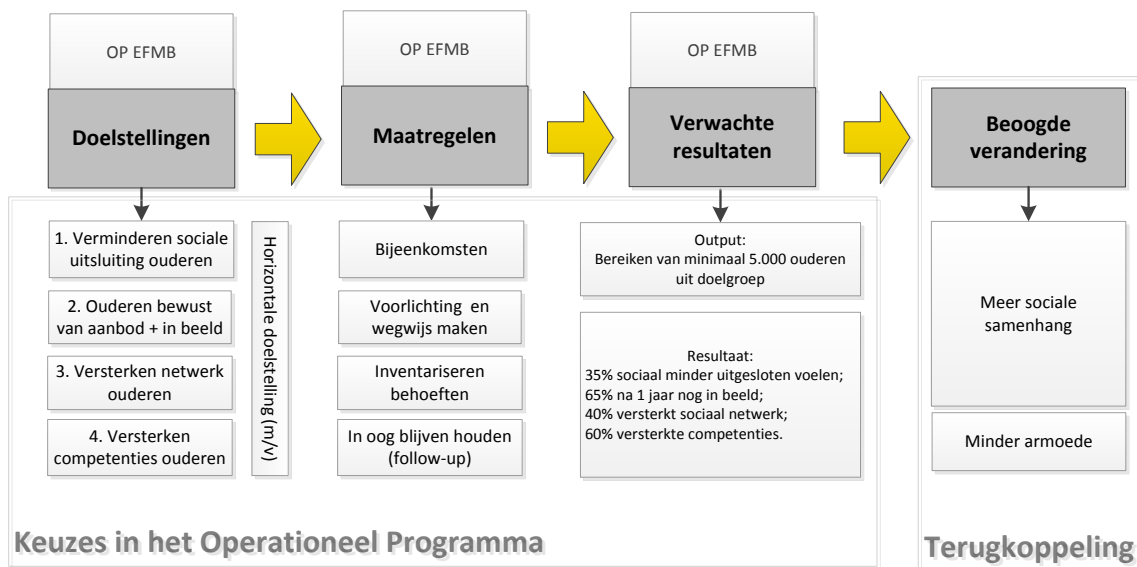 OP EFMB
Doelstellingen
1. Verminderen sociale
uitsluiting ouderen
2. Ouderen bewust
van aanbod + in beeld
3. Versterken netwerk
ouderen
4. Versterken
competenties ouderen
Horizontale doelstelling (m/v)
OP EFMB
Maatregelen
Bijeenkomsten
Voorlichting en
wegwijs maken
Inventariseren
behoeften
In oog blijven houden
(follow-up)
OP EFMB
Verwachte
resultaten
Output:
Bereiken van minimaal 5.000 ouderen
uit doelgroep
Resultaat:
35% sociaal minder uitgesloten voelen;
65% na 1 jaar nog in beeld;
40% versterkt sociaal netwerk;
60% versterkte competenties.
Keuzes in het Operationeel Programma
Beoogde
verandering
Meer sociale
samenhang
Minder armoede
Terugkoppeling